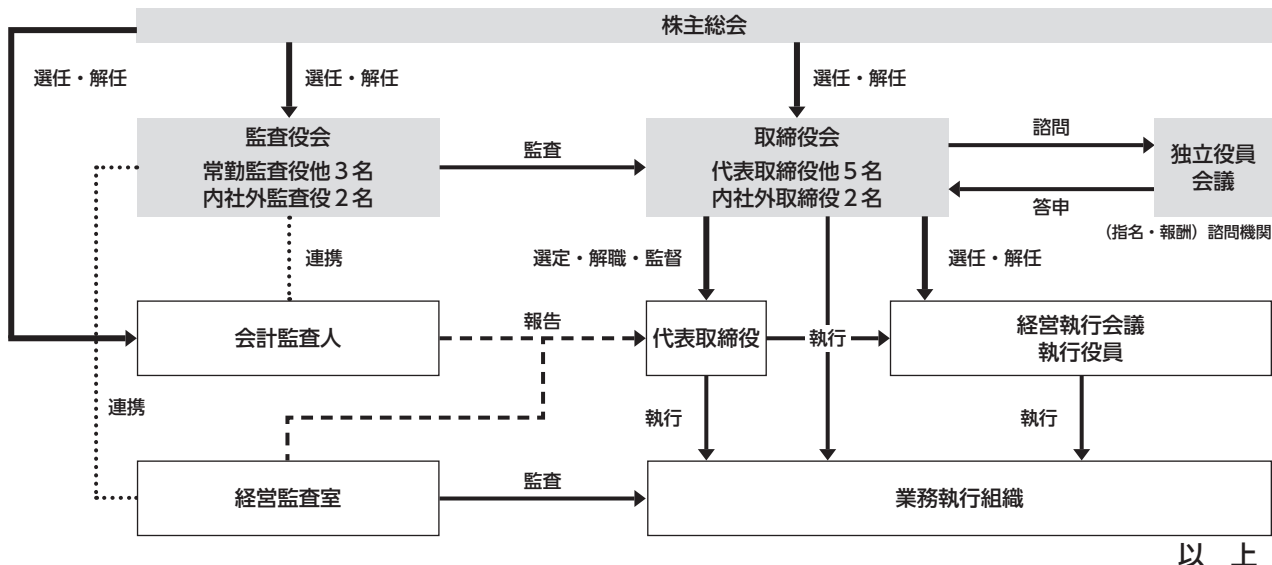 株主総会
選任・解任
選任・解任
選任・解任
監査役会
常勤監査役他３名
内社外監査役２名
監査
取締役会
代表取締役他５名
内社外取締役２名
諮問
答申
独立役員
会議
（指名・報酬）諮問機関
連携
選定・解職・監督
選任・解任
会計監査人
報告
代表取締役
執行
経営執行会議
執行役員
連携
執行
執行
経営監査室
監査
業務執行組織
以　上